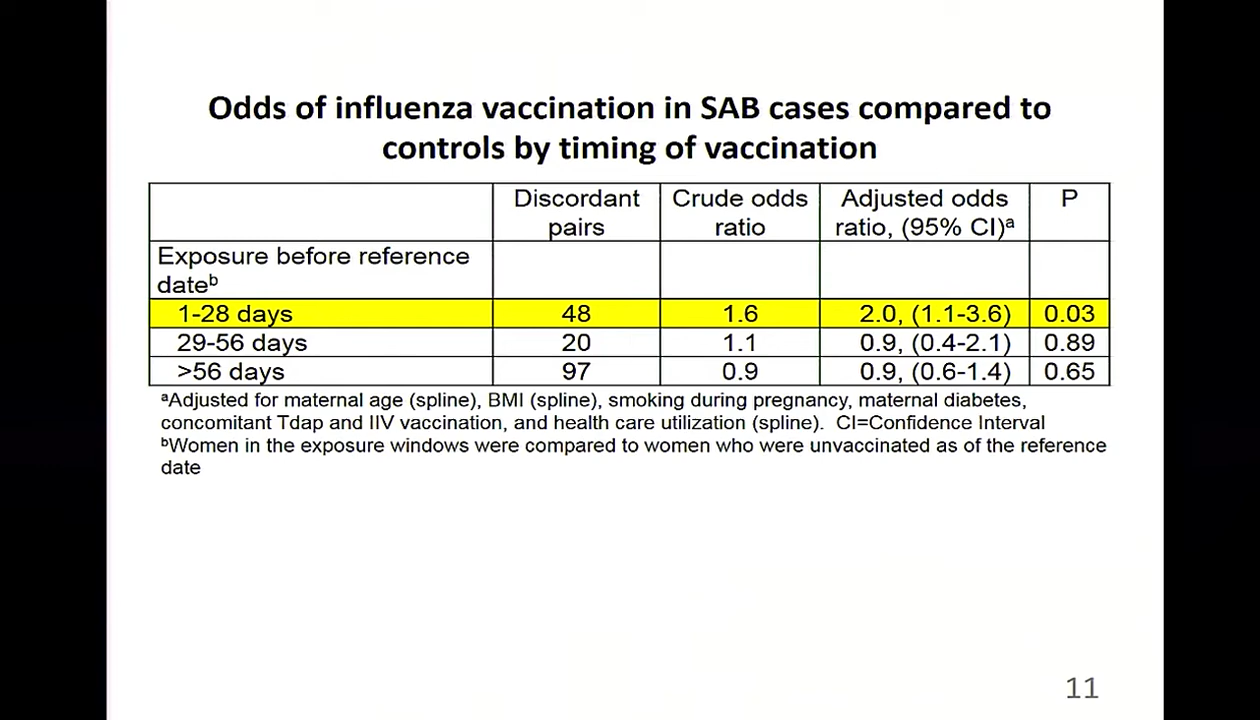 Odds of influenza vaccination in SAB cases compared to
controls by timing of vaccination
Discordant pairs | Crude odds ratio | Adjusted odds ratio, (95% CI)ᵃ | P
Exposure before reference dateᵇ
1-28 days | 48 | 1.6 | 2.0, (1.1-3.6) | 0.03
29-56 days | 20 | 1.1 | 0.9, (0.4-2.1) | 0.89
>56 days | 97 | 0.9 | 0.9, (0.6-1.4) | 0.65
ᵃAdjusted for maternal age (spline), BMI (spline), smoking during pregnancy, maternal diabetes,
concomitant Tdap and IIV vaccination, and health care utilization (spline). CI=Confidence Interval
ᵇWomen in the exposure windows were compared to women who were unvaccinated as of the reference
date
11